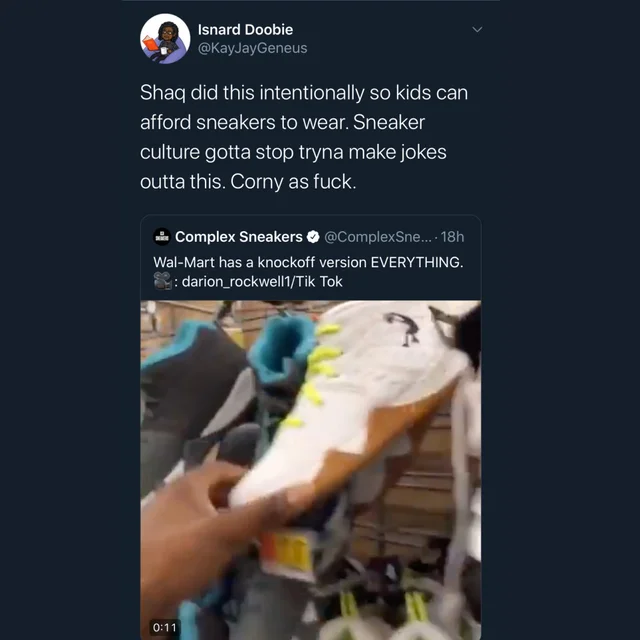 Isnard Doobie
@KayJayGeneus
Shaq did this intentionally so kids can
afford sneakers to wear. Sneaker
culture gotta stop tryna make jokes
outta this. Corny as fuck.
Complex Sneakers @ComplexSne... · 18h
Wal-Mart has a knockoff version EVERYTHING.
: darion_rockwell1/Tik Tok
0:11